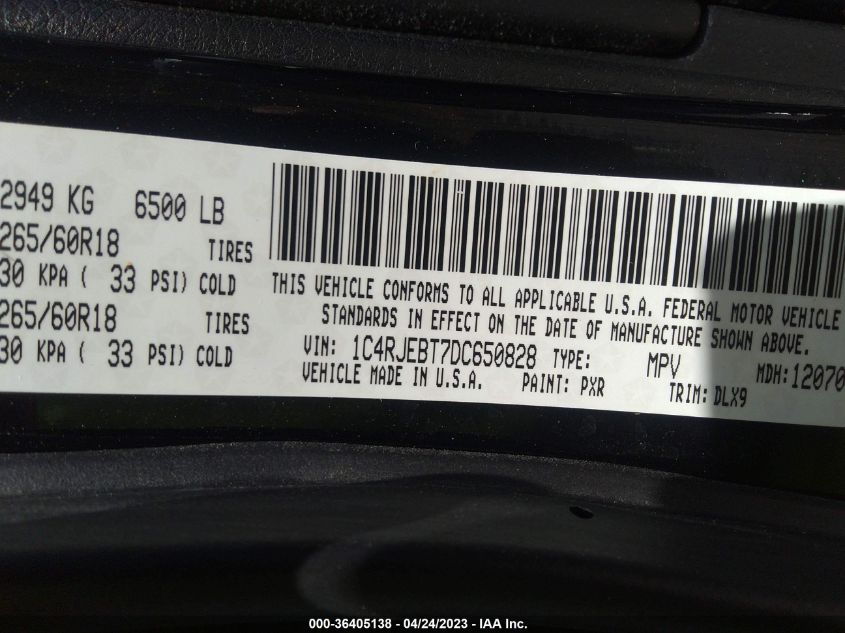 2949 KG 6500 LB
265/60R18 TIRES
30 KPA ( 33 PSI) COLD
265/60R18 TIRES
30 KPA ( 33 PSI) COLD
THIS VEHICLE CONFORMS TO ALL APPLICABLE U.S.A. FEDERAL MOTOR VEHICLE
STANDARDS IN EFFECT ON THE DATE OF MANUFACTURE SHOWN ABOVE.
VIN: 1C4RJEBT7DC650828 TYPE: MPV MDH: 12070
VEHICLE MADE IN U.S.A. PAINT: PXR TRIM: DLX9
000-36405138 - 04/24/2023 - IAA Inc.